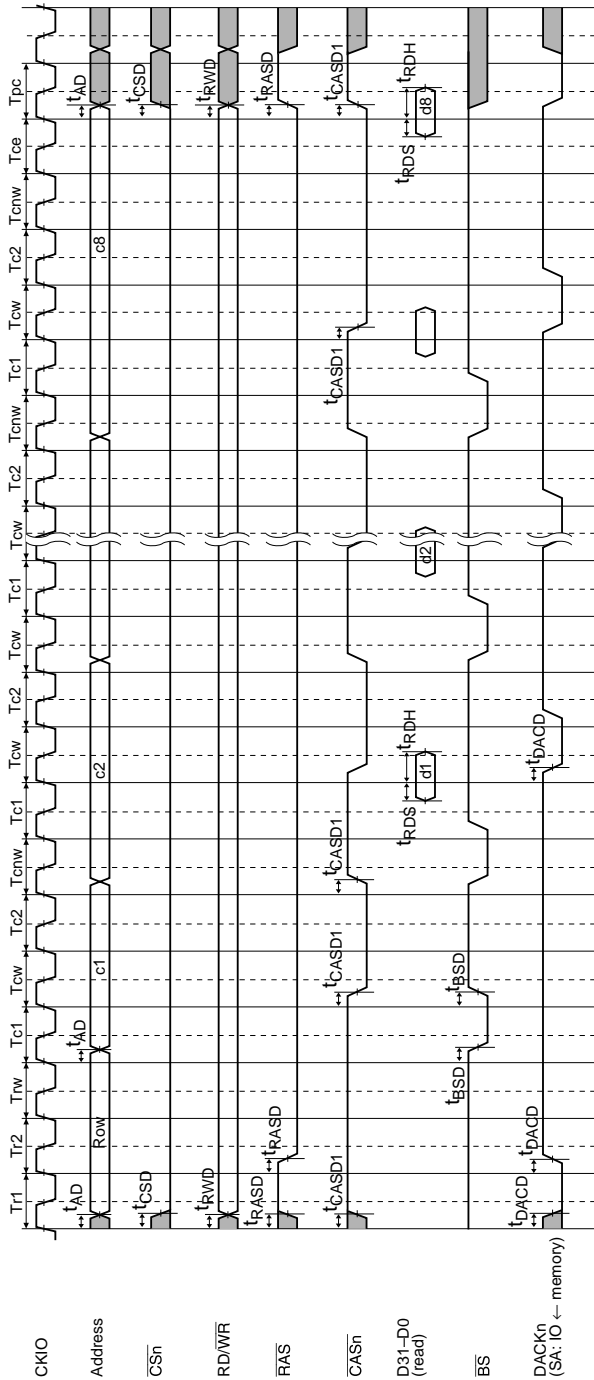 Tr1 Tr2 Trw Tc1 Tcw Tc2 Tcnw Tc1 Tcw Tc2 Tcw Tc1 Tcw Tc2 Tcnw Tc1 Tcw Tc2 Tcnw Tce Tpc
CKIO
tAD tAD tAD
Address Row c1 c2 c8
tCSD tCSD
CSn
tRWD tRWD
RD/WR
tRASD tRASD tRASD
RAS
tCASD1 tCASD1 tCASD1 tCASD1 tCASD1
CASn
tRDS tRDH tRDS tRDH
D31–D0 d1 d2 d8
(read)
tBSD tBSD
BS
tDACD tDACD tDACD
DACKn
(SA: IO ← memory)